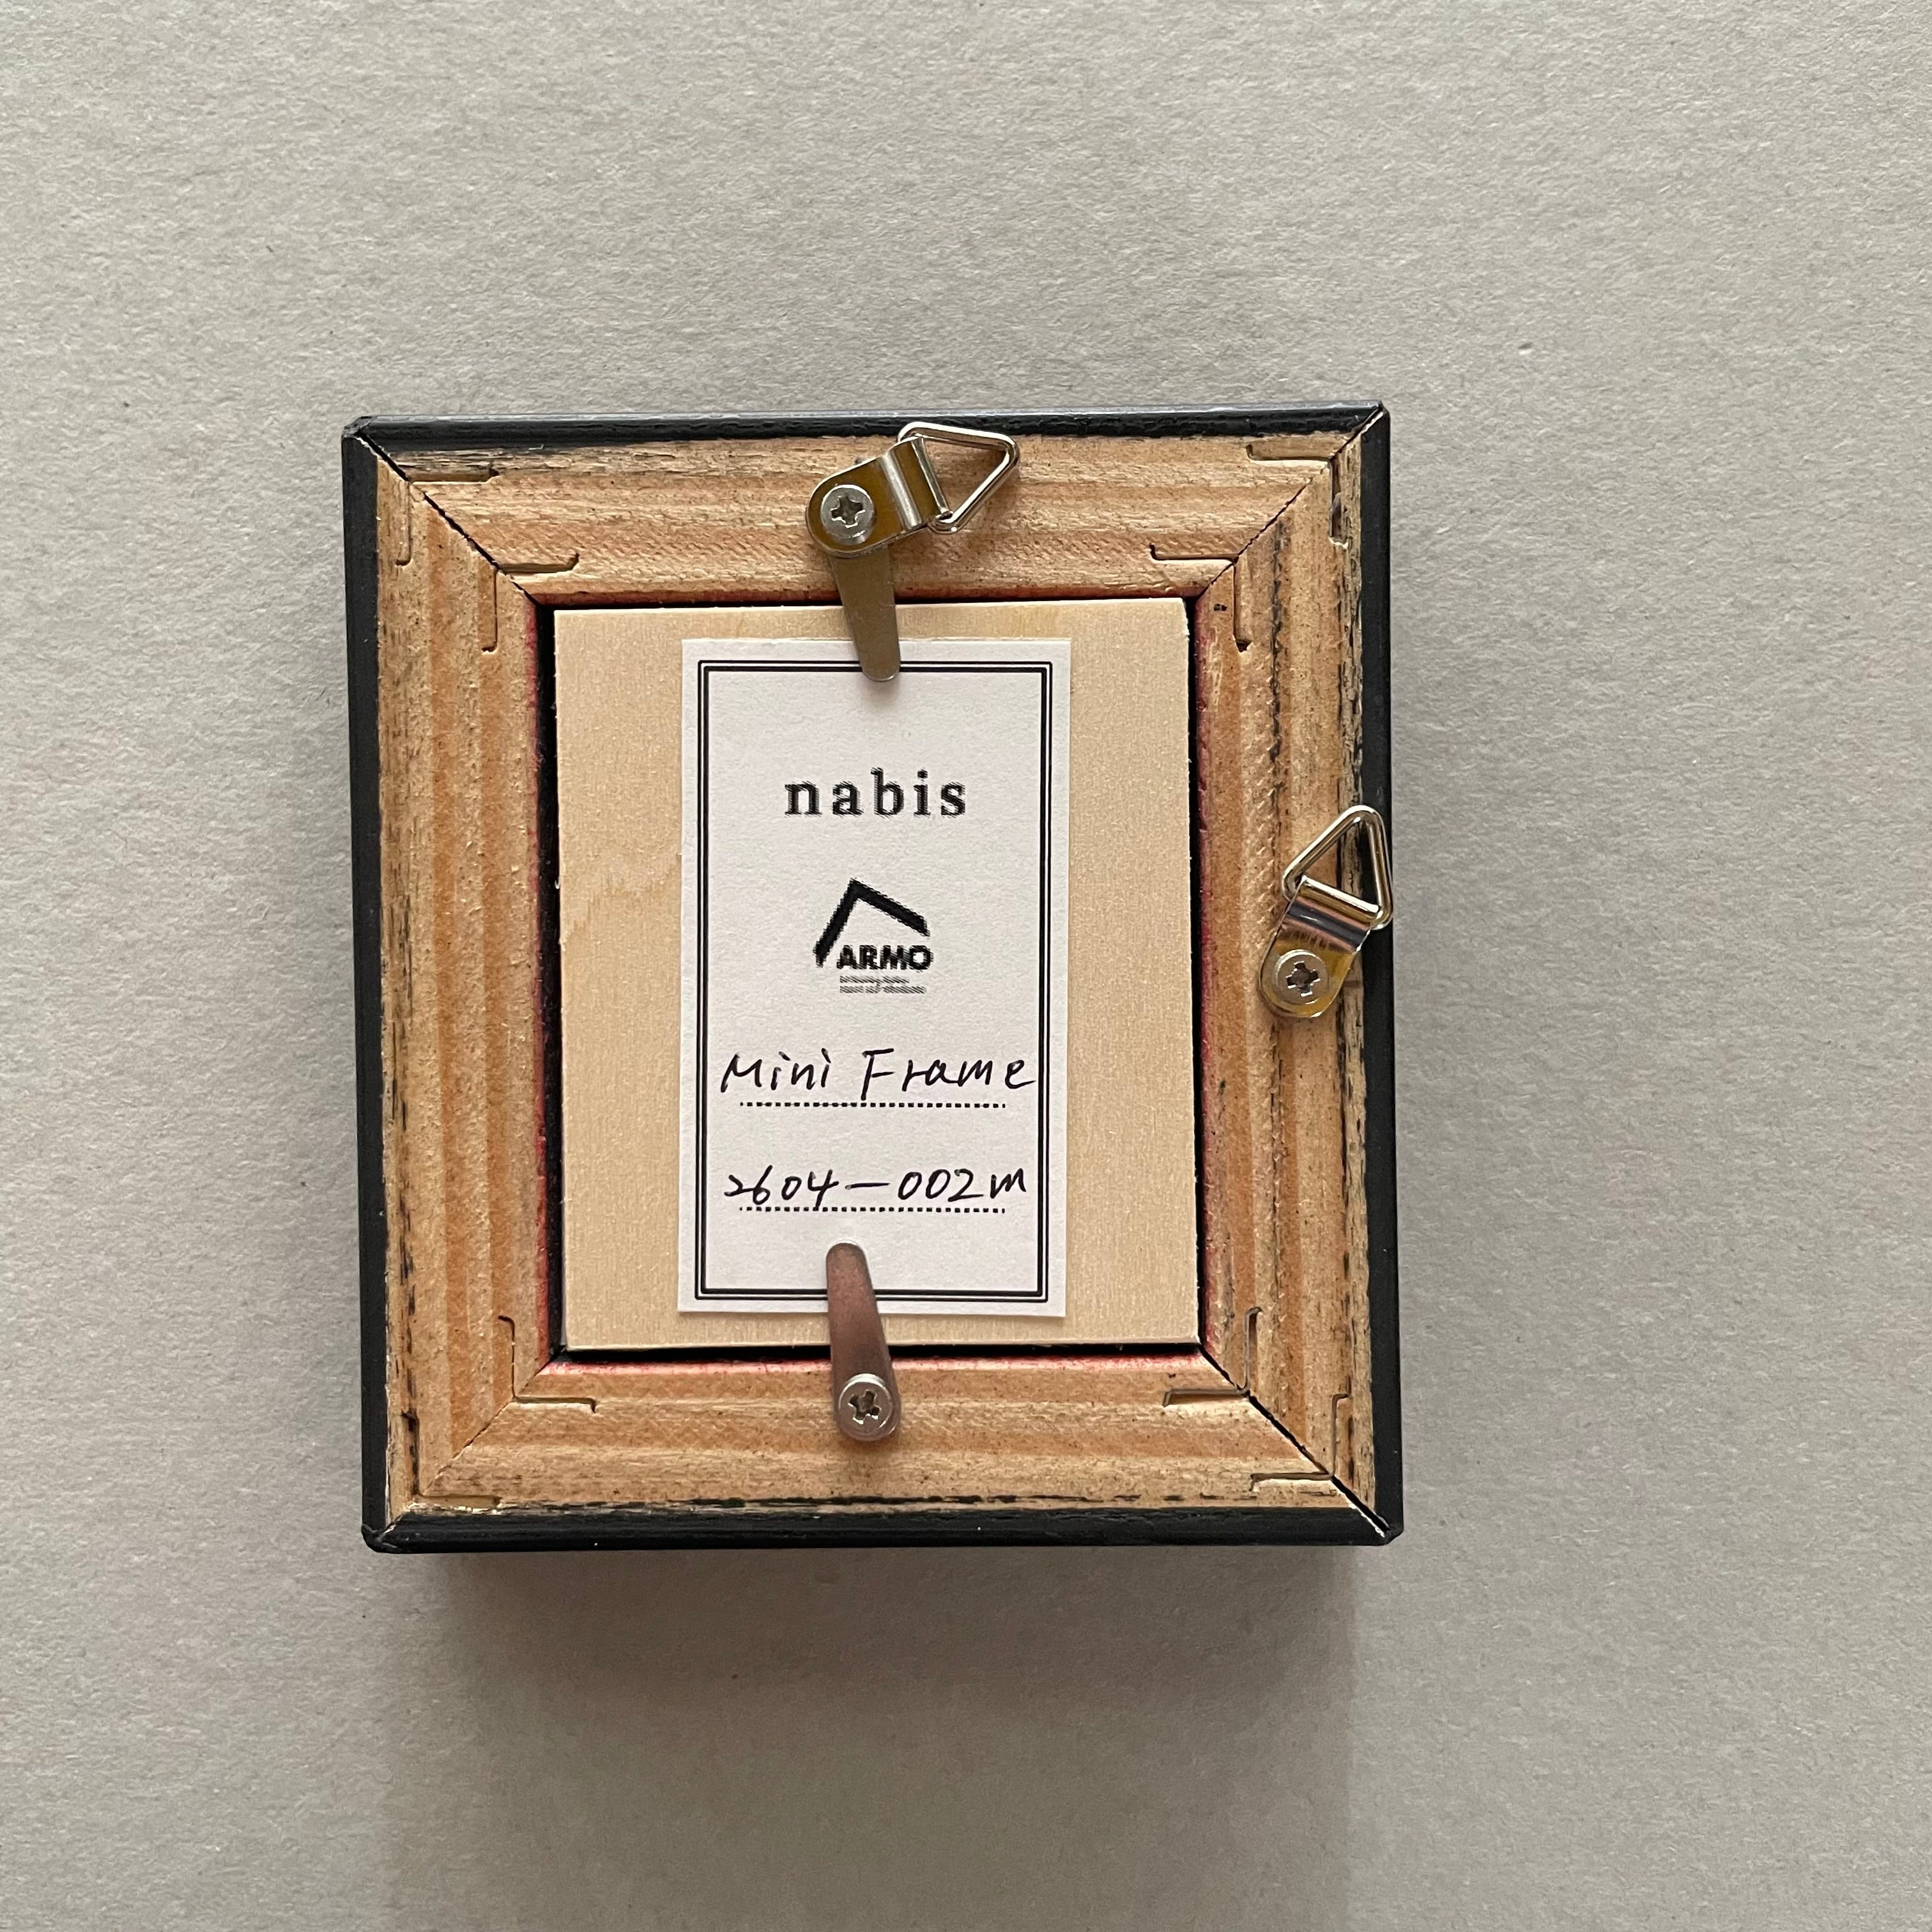 nabis
ARMO
Mini Frame
2604-002m